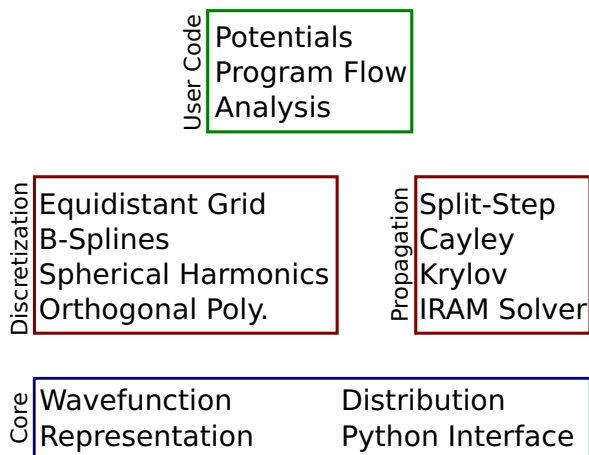 User Code
Potentials
Program Flow
Analysis
Discretization
Equidistant Grid
B-Splines
Spherical Harmonics
Orthogonal Poly.
Propagation
Split-Step
Cayley
Krylov
IRAM Solver
Core
Wavefunction
Representation
Distribution
Python Interface